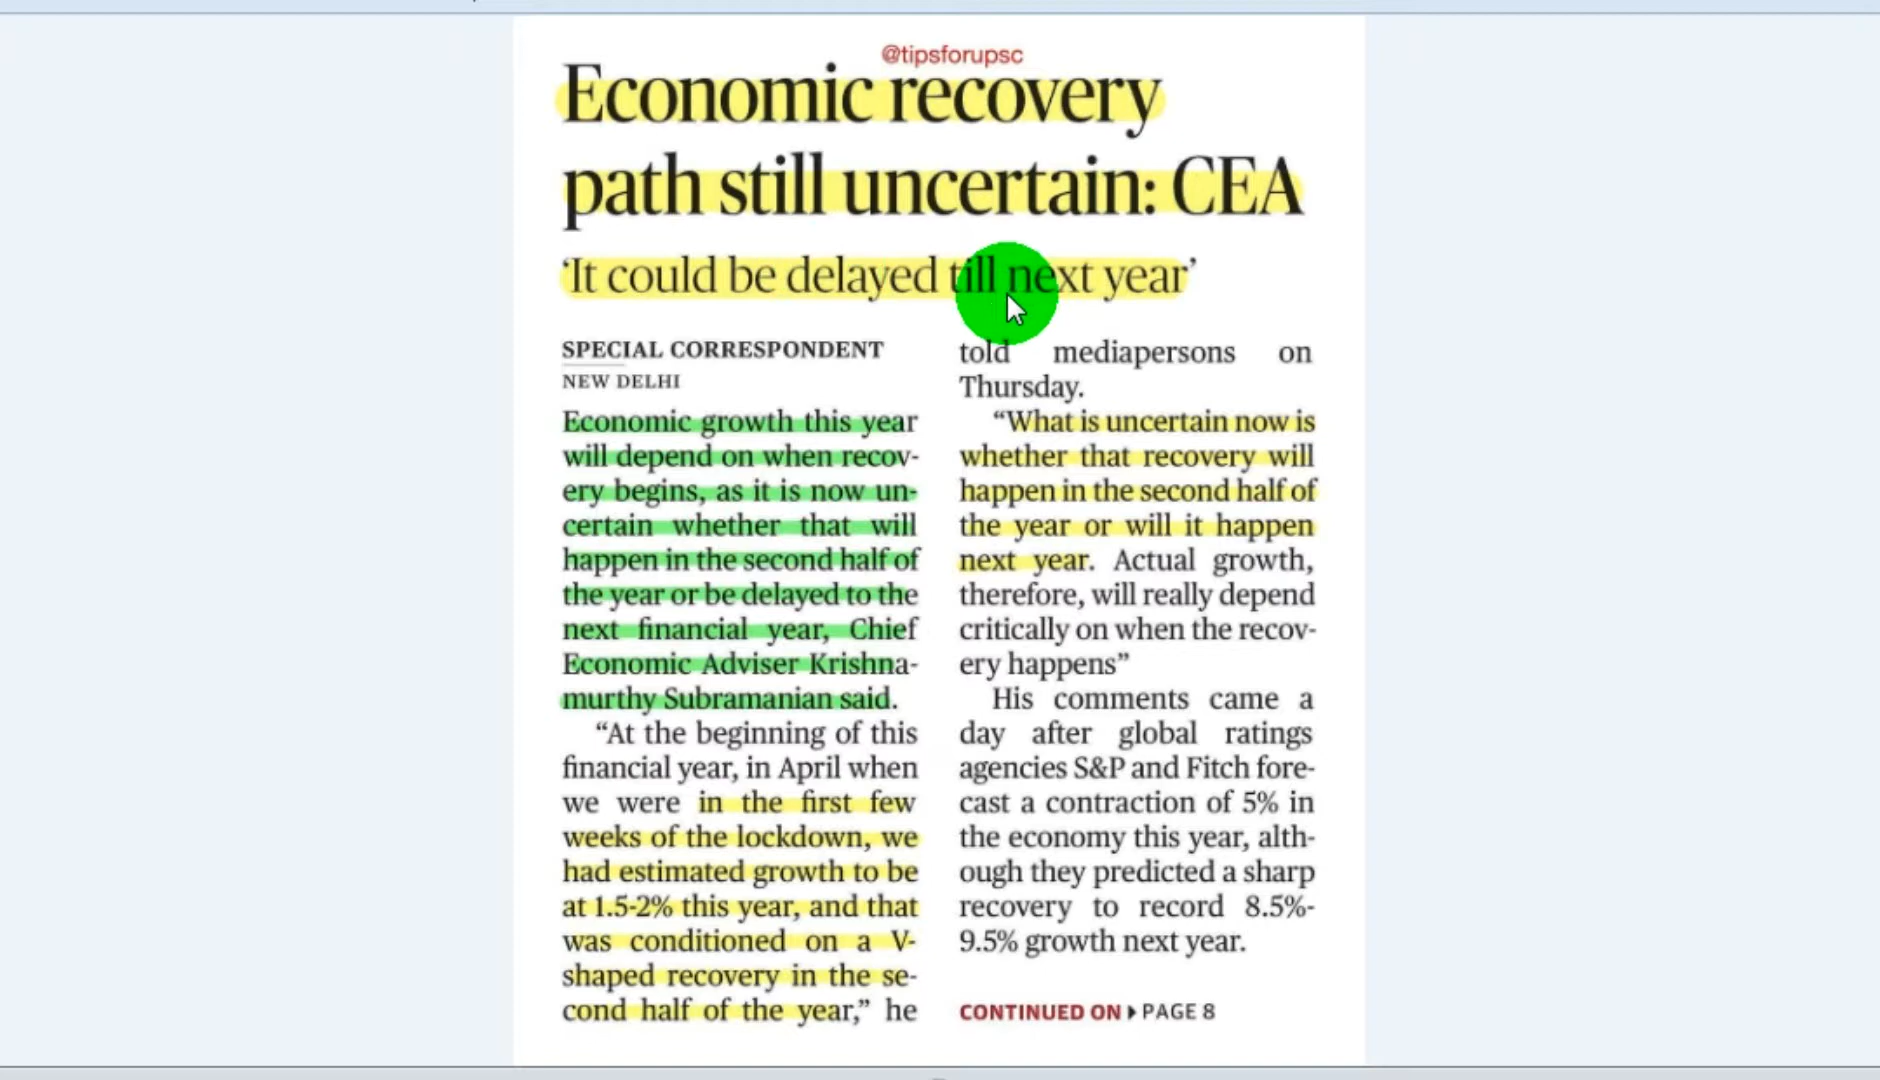 @tipsforupsc
Economic recovery
path still uncertain: CEA
‘It could be delayed till next year’
SPECIAL CORRESPONDENT
NEW DELHI
Economic growth this year
will depend on when recov-
ery begins, as it is now un-
certain whether that will
happen in the second half of
the year or be delayed to the
next financial year, Chief
Economic Adviser Krishna-
murthy Subramanian said.
“At the beginning of this
financial year, in April when
we were in the first few
weeks of the lockdown, we
had estimated growth to be
at 1.5-2% this year, and that
was conditioned on a V-
shaped recovery in the se-
cond half of the year,” he
told mediapersons on
Thursday.
“What is uncertain now is
whether that recovery will
happen in the second half of
the year or will it happen
next year. Actual growth,
therefore, will really depend
critically on when the recov-
ery happens”
His comments came a
day after global ratings
agencies S&P and Fitch fore-
cast a contraction of 5% in
the economy this year, alth-
ough they predicted a sharp
recovery to record 8.5%-
9.5% growth next year.
CONTINUED ON PAGE 8